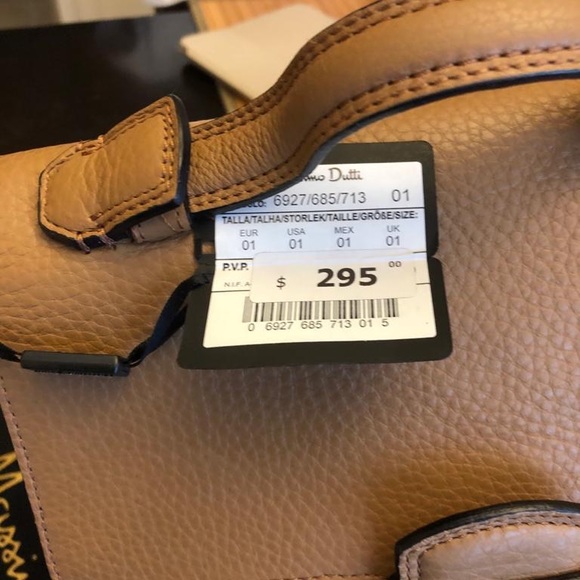 Dutti
6927/685/713 01
TALLA/TALHA/STORLEK/TAILLE/GRÖßE/SIZE:
EUR USA MEX UK
01 01 01 01
P.V.P.
$ 295 00
N.I.F. A-
0 6927 685 713 01 5